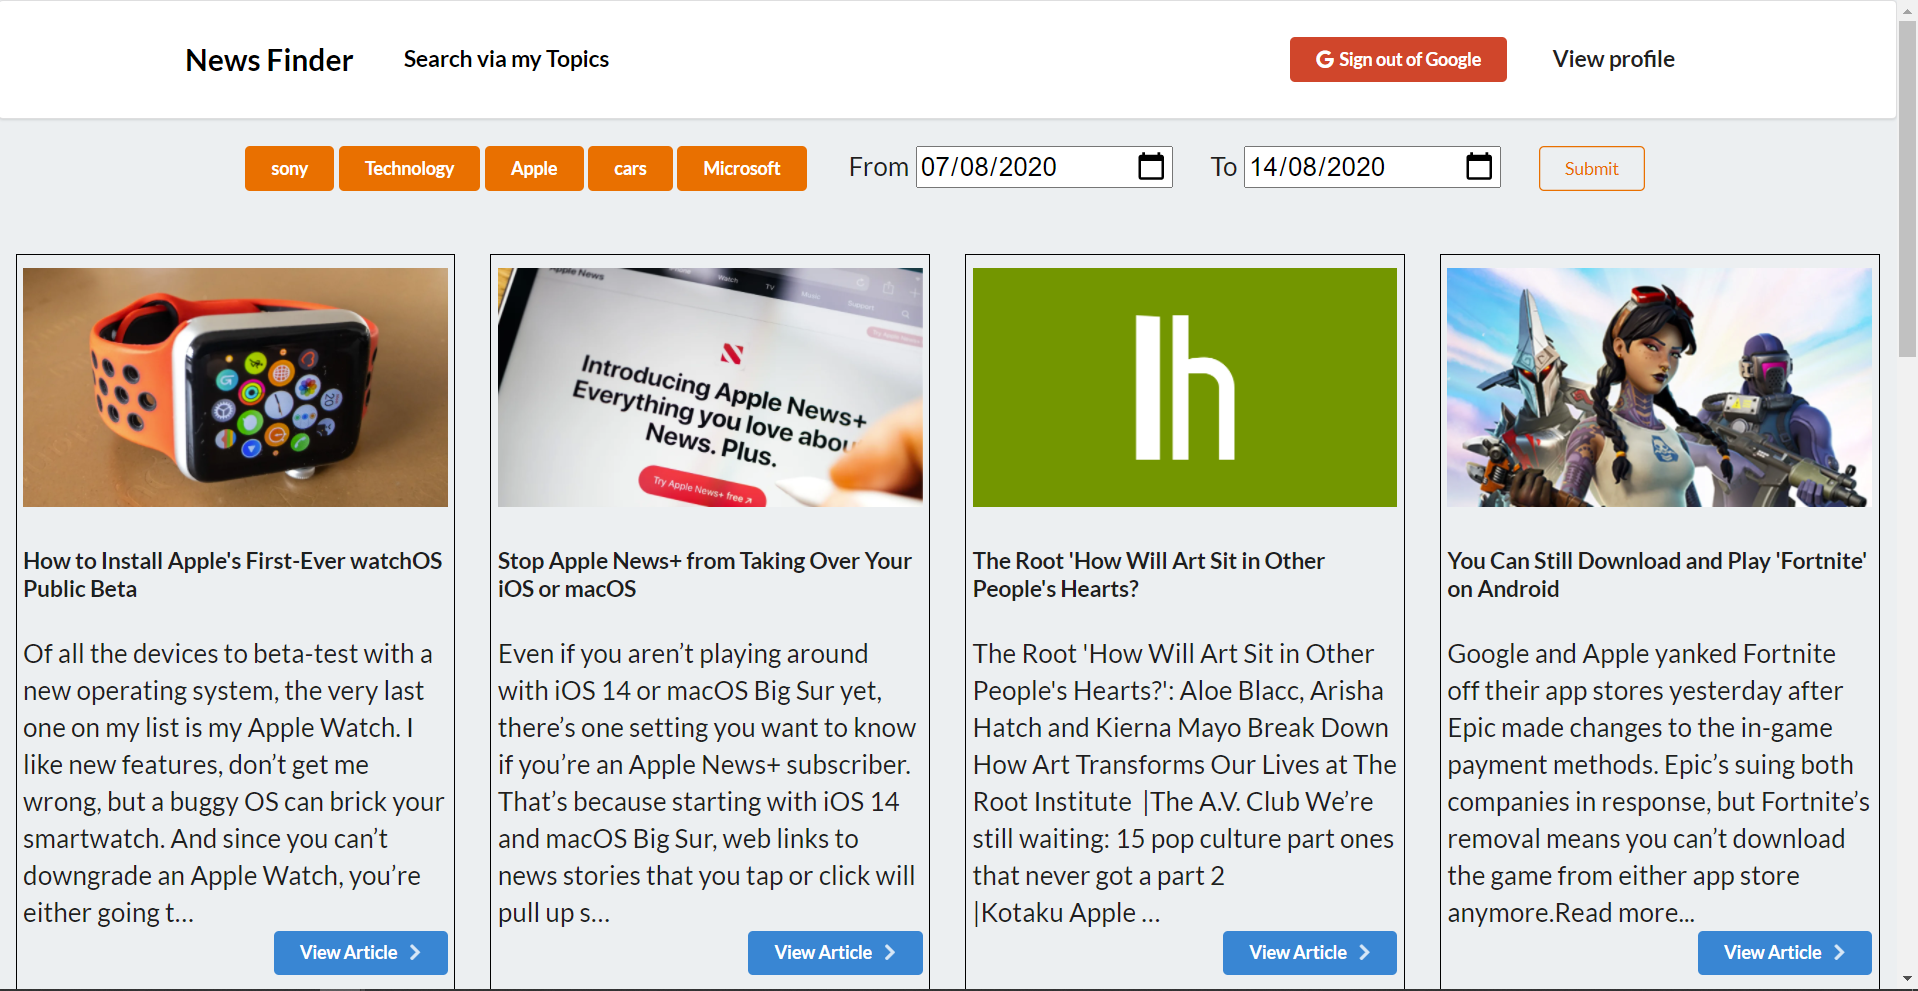 News Finder
Search via my Topics
G Sign out of Google
View profile
sony
Technology
Apple
cars
Microsoft
From 07/08/2020
To 14/08/2020
Submit
Apple News
Watch
TV
Music
Support
Try Apple News+
Introducing Apple News+
Everything you love abou
News. Plus.
Try Apple News+ free
lh
20
How to Install Apple's First-Ever watchOS
Public Beta
Of all the devices to beta-test with a
new operating system, the very last
one on my list is my Apple Watch. I
like new features, don’t get me
wrong, but a buggy OS can brick your
smartwatch. And since you can’t
downgrade an Apple Watch, you’re
either going t…
View Article
Stop Apple News+ from Taking Over Your
iOS or macOS
Even if you aren’t playing around
with iOS 14 or macOS Big Sur yet,
there’s one setting you want to know
if you’re an Apple News+ subscriber.
That’s because starting with iOS 14
and macOS Big Sur, web links to
news stories that you tap or click will
pull up s…
View Article
The Root 'How Will Art Sit in Other
People's Hearts?
The Root 'How Will Art Sit in Other
People's Hearts?': Aloe Blacc, Arisha
Hatch and Kierna Mayo Break Down
How Art Transforms Our Lives at The
Root Institute |The A.V. Club We’re
still waiting: 15 pop culture part ones
that never got a part 2
|Kotaku Apple …
View Article
You Can Still Download and Play 'Fortnite'
on Android
Google and Apple yanked Fortnite
off their app stores yesterday after
Epic made changes to the in-game
payment methods. Epic’s suing both
companies in response, but Fortnite’s
removal means you can’t download
the game from either app store
anymore.Read more...
View Article